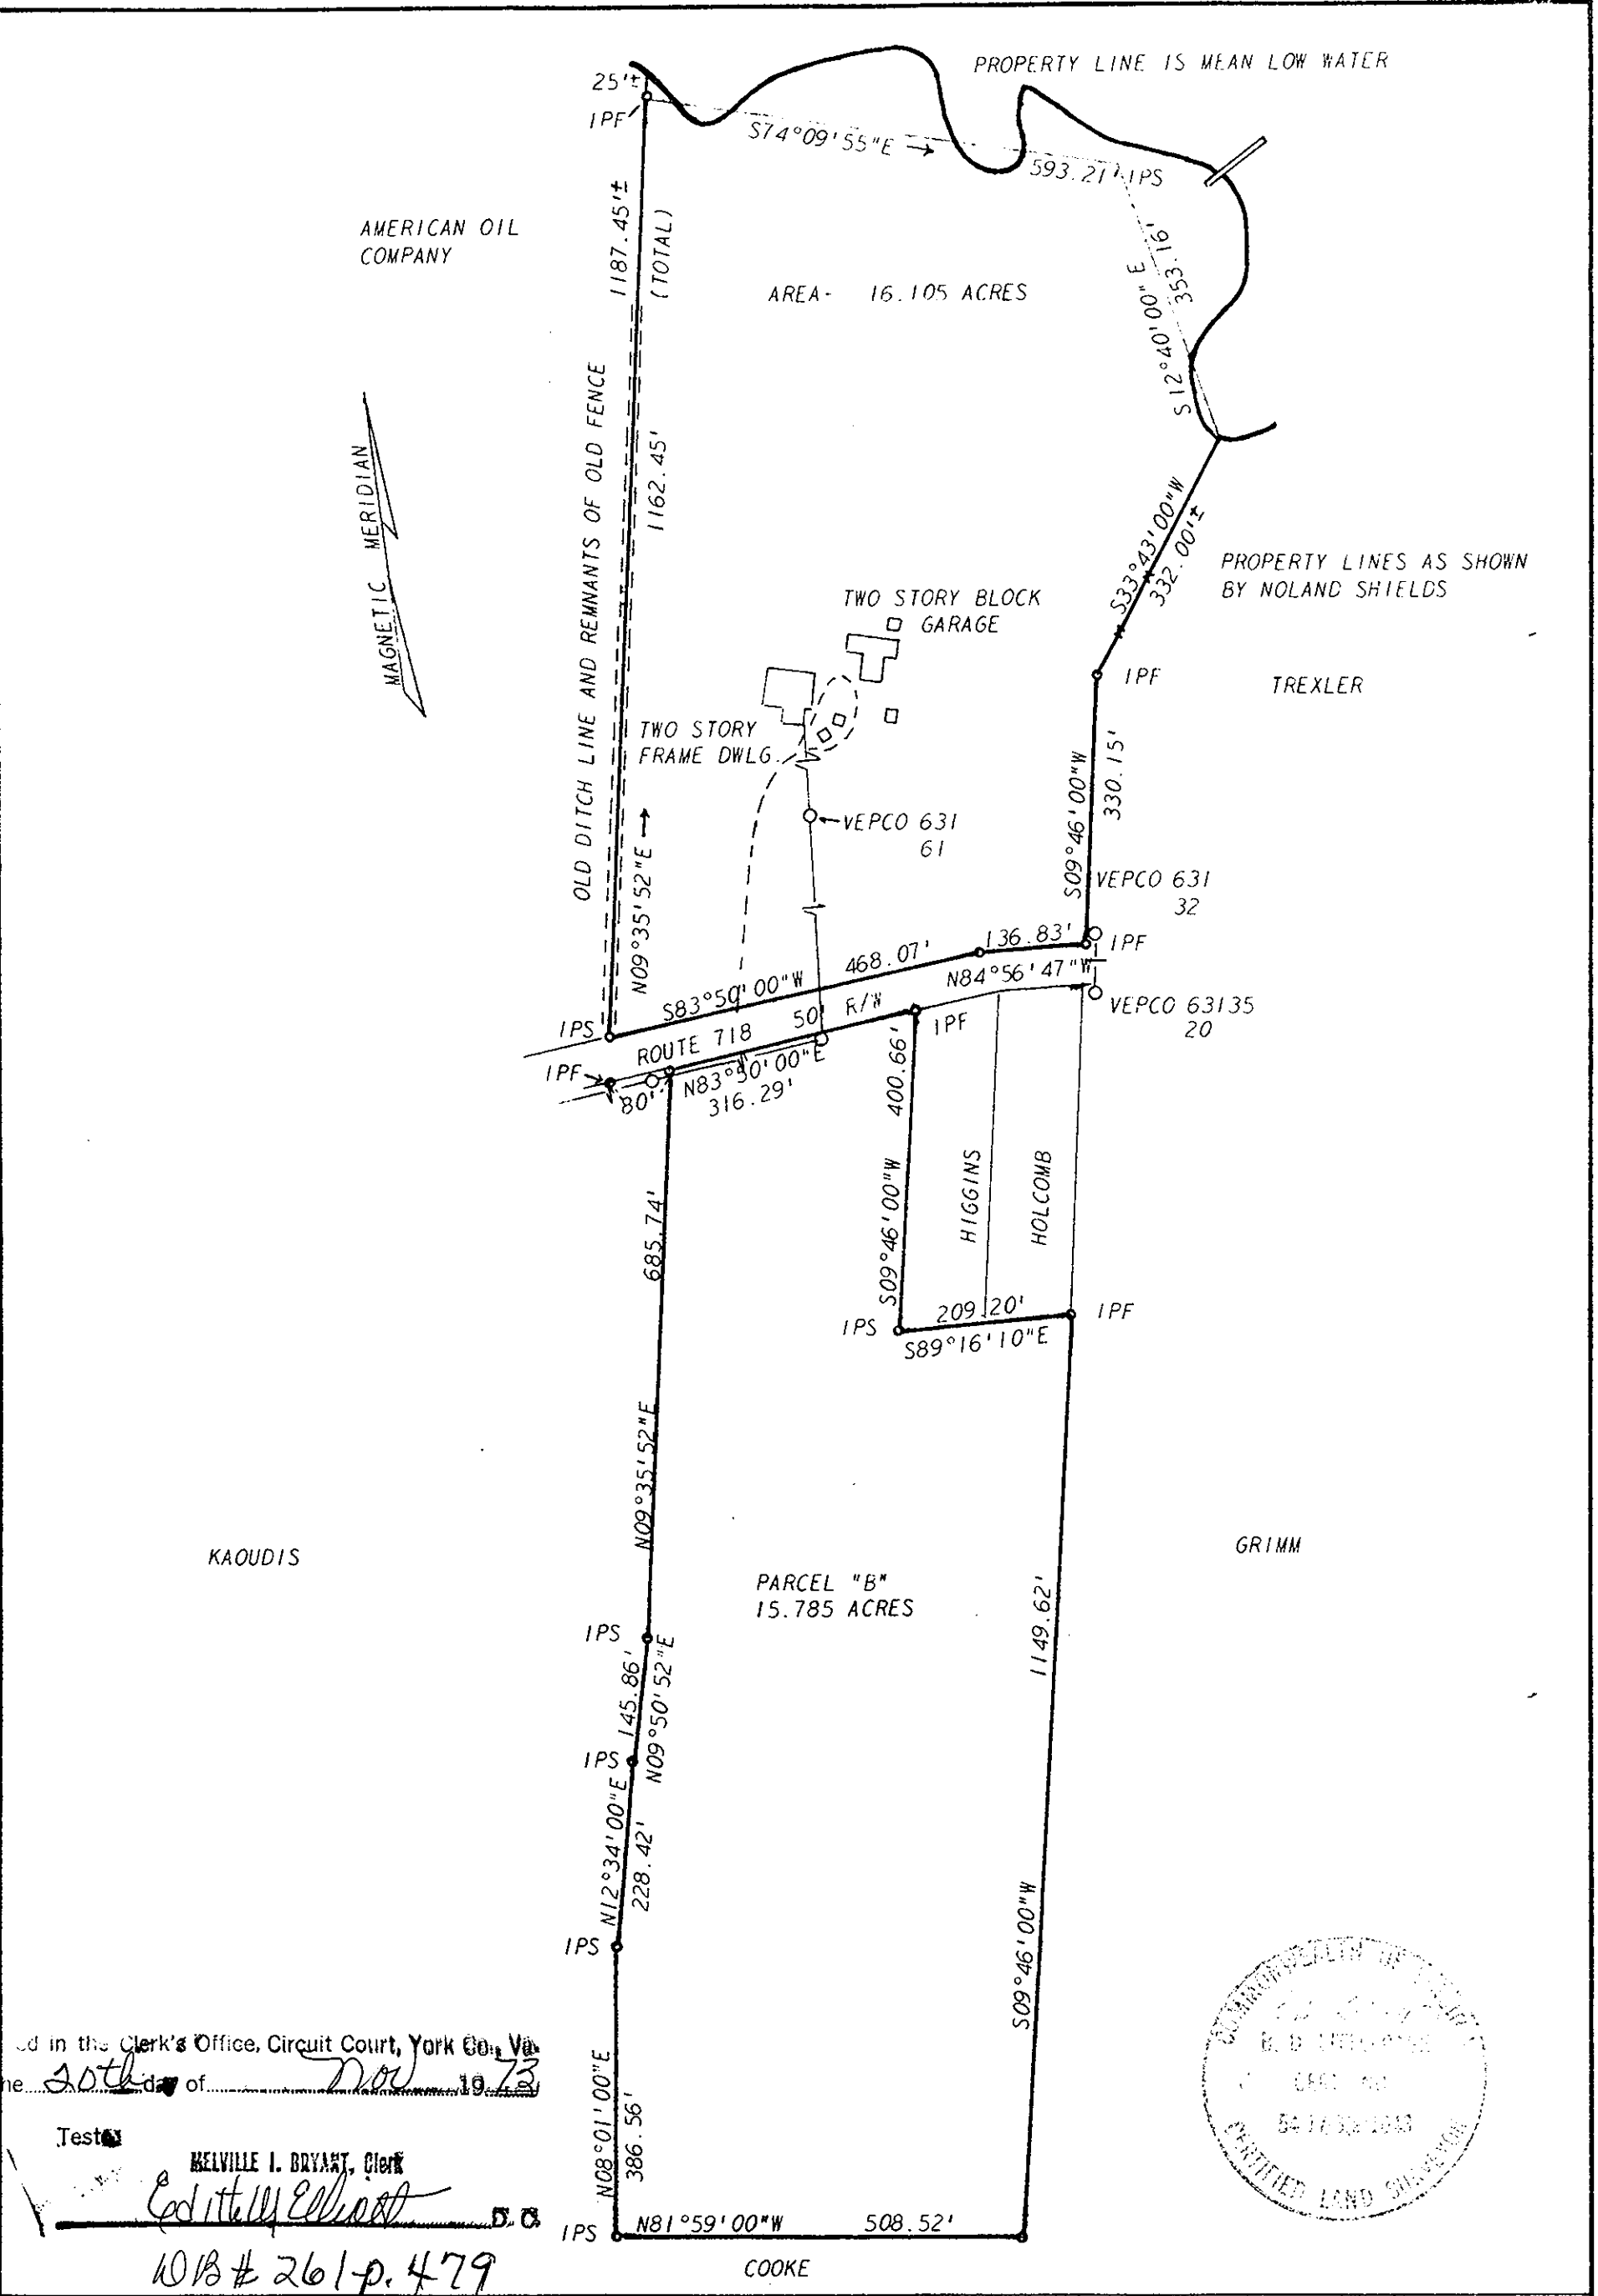 PROPERTY LINE IS MEAN LOW WATER
25'±
IPF
S74°09'55"E →
593.21'
IPS
AMERICAN OIL
COMPANY
1187.45'±
(TOTAL)
AREA- 16.105 ACRES
S12°40'00"E
353.16'
MAGNETIC MERIDIAN
OLD DITCH LINE AND REMNANTS OF OLD FENCE
1162.45'
S33°43'00"W
332.00'±
PROPERTY LINES AS SHOWN
BY NOLAND SHIELDS
TWO STORY BLOCK
GARAGE
IPF
TREXLER
TWO STORY
FRAME DWLG.
N09°35'52"E →
VEPCO 631
61
S09°46'00"W
330.15'
VEPCO 631
32
IPF
136.83'
468.07'
N84°56'47"W
S83°50'00"W
IPS
ROUTE 718 50' R/W
IPF
VEPCO 63135
20
IPF
80'
N83°50'00"E
316.29'
400.66'
S09°46'00"W
HIGGINS
HOLCOMB
685.74'
209.20'
IPF
IPS
S89°16'10"E
N09°35'52"E
KAOUDIS
GRIMM
PARCEL "B"
15.785 ACRES
1149.62'
IPS
145.86'
N09°50'52"E
IPS
N12°34'00"E
228.42'
IPS
S09°46'00"W
COMMONWEALTH OF
CERTIFIED LAND SURVEYOR
N08°01'00"E
386.56'
IPS
N81°59'00"W 508.52'
COOKE
in the Clerk's Office, Circuit Court, York Co., Va.
20th day of Nov 1973
Teste
MELVILLE I. BRYANT, Clerk
D.C.
DB# 261 p. 479